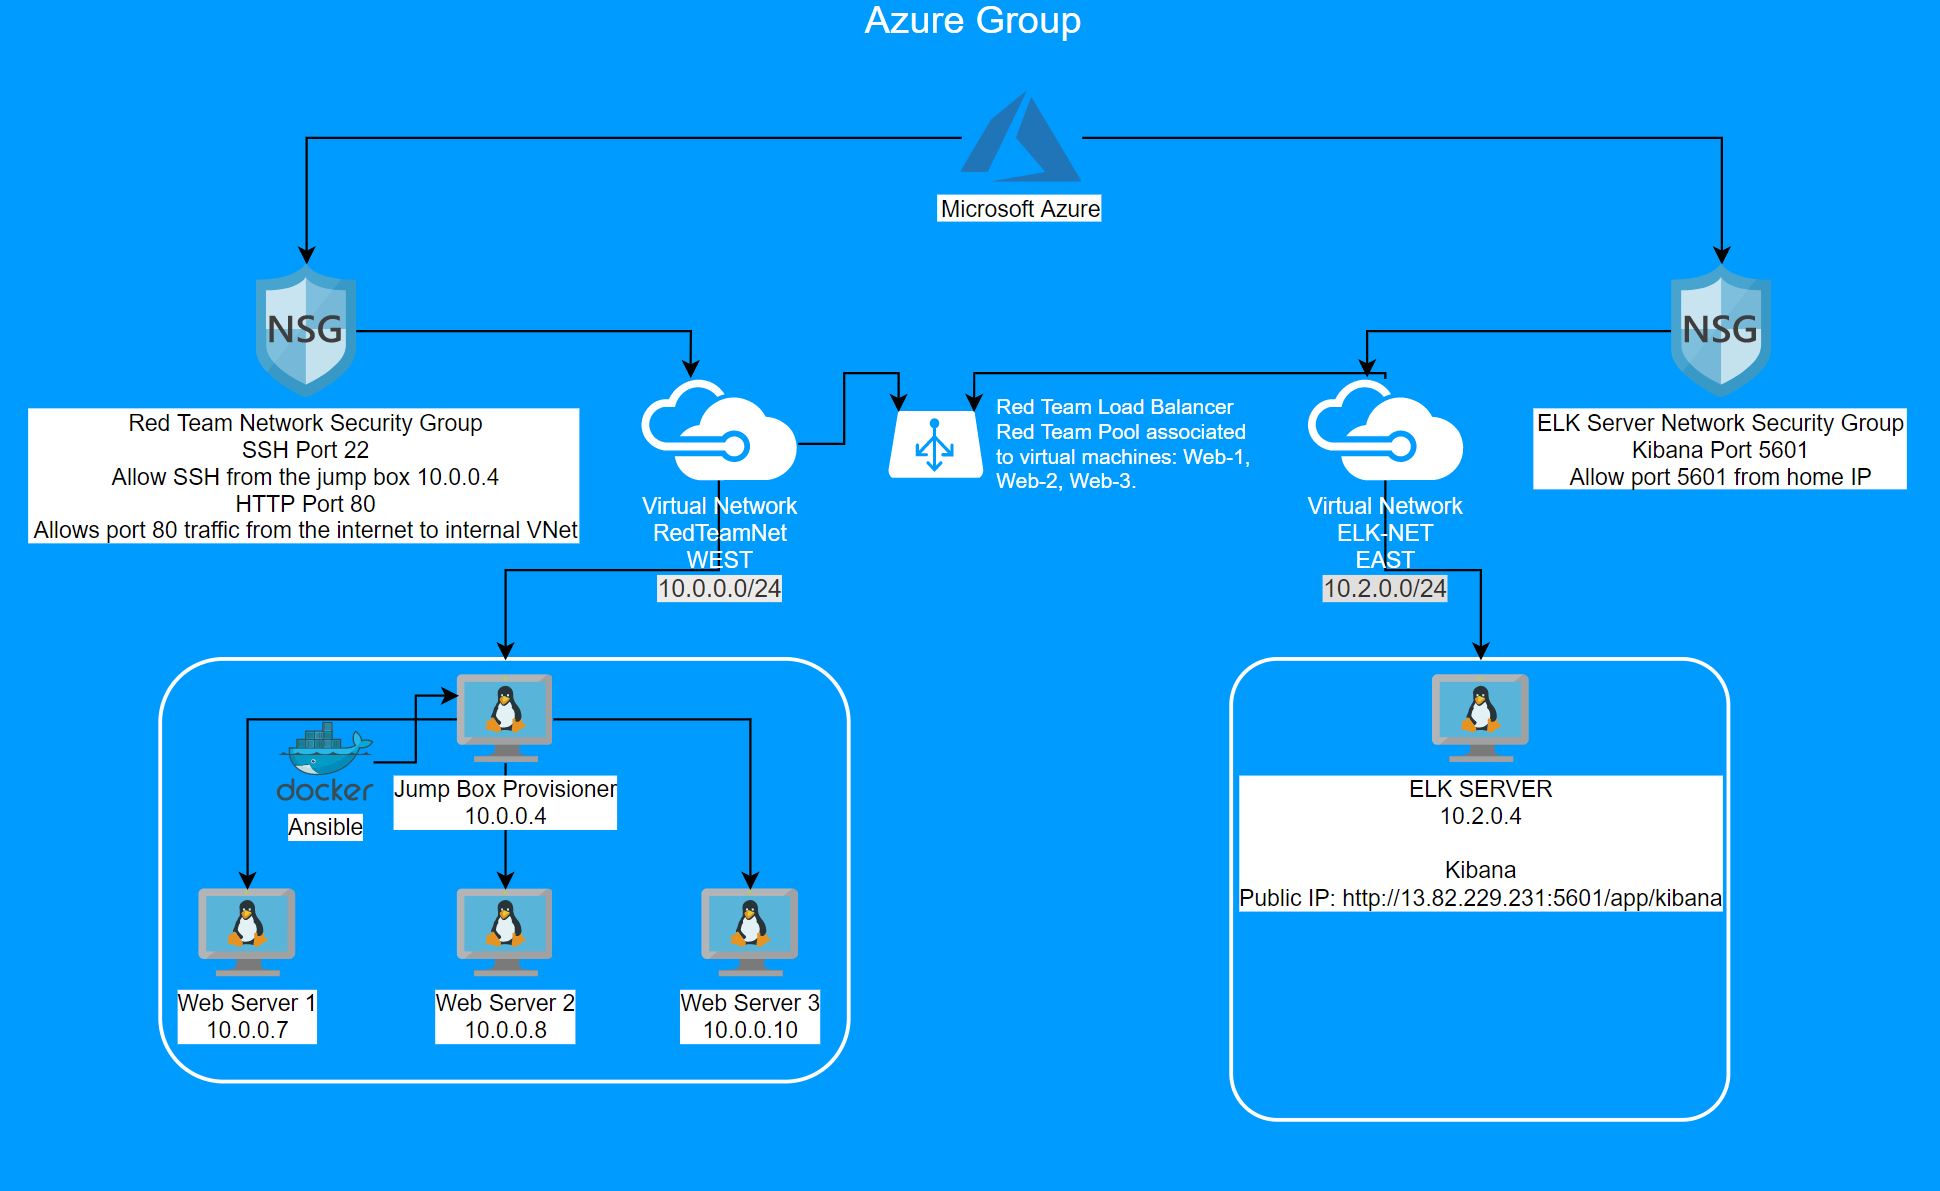 Azure Group
Microsoft Azure
NSG
NSG
Red Team Network Security Group
SSH Port 22
Allow SSH from the jump box 10.0.0.4
HTTP Port 80
Allows port 80 traffic from the internet to internal VNet
Virtual Network
RedTeamNet
WEST
10.0.0.0/24
Red Team Load Balancer
Red Team Pool associated
to virtual machines: Web-1,
Web-2, Web-3.
Virtual Network
ELK-NET
EAST
10.2.0.0/24
ELK Server Network Security Group
Kibana Port 5601
Allow port 5601 from home IP
docker
Ansible
Jump Box Provisioner
10.0.0.4
Web Server 1
10.0.0.7
Web Server 2
10.0.0.8
Web Server 3
10.0.0.10
ELK SERVER
10.2.0.4
Kibana
Public IP: http://13.82.229.231:5601/app/kibana